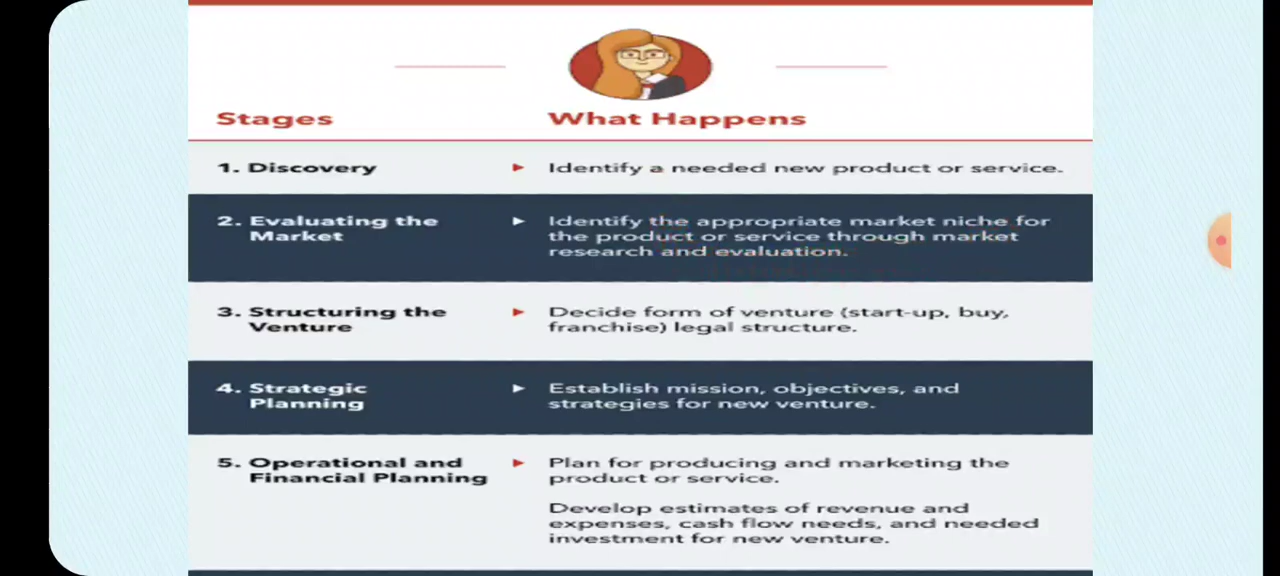 Stages
What Happens
1. Discovery
Identify a needed new product or service.
2. Evaluating the
Market
Identify the appropriate market niche for
the product or service through market
research and evaluation.
3. Structuring the
Venture
Decide form of venture (start-up, buy,
franchise) legal structure.
4. Strategic
Planning
Establish mission, objectives, and
strategies for new venture.
5. Operational and
Financial Planning
Plan for producing and marketing the
product or service.
Develop estimates of revenue and
expenses, cash flow needs, and needed
investment for new venture.